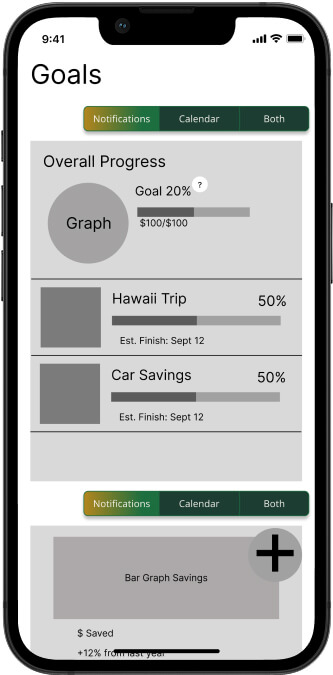 9:41
Goals
Notifications Calendar Both
Overall Progress
Goal 20% ?
Graph
$100/$100
Hawaii Trip 50%
Est. Finish: Sept 12
Car Savings 50%
Est. Finish: Sept 12
Notifications Calendar Both
Bar Graph Savings
$ Saved
+12% from last year